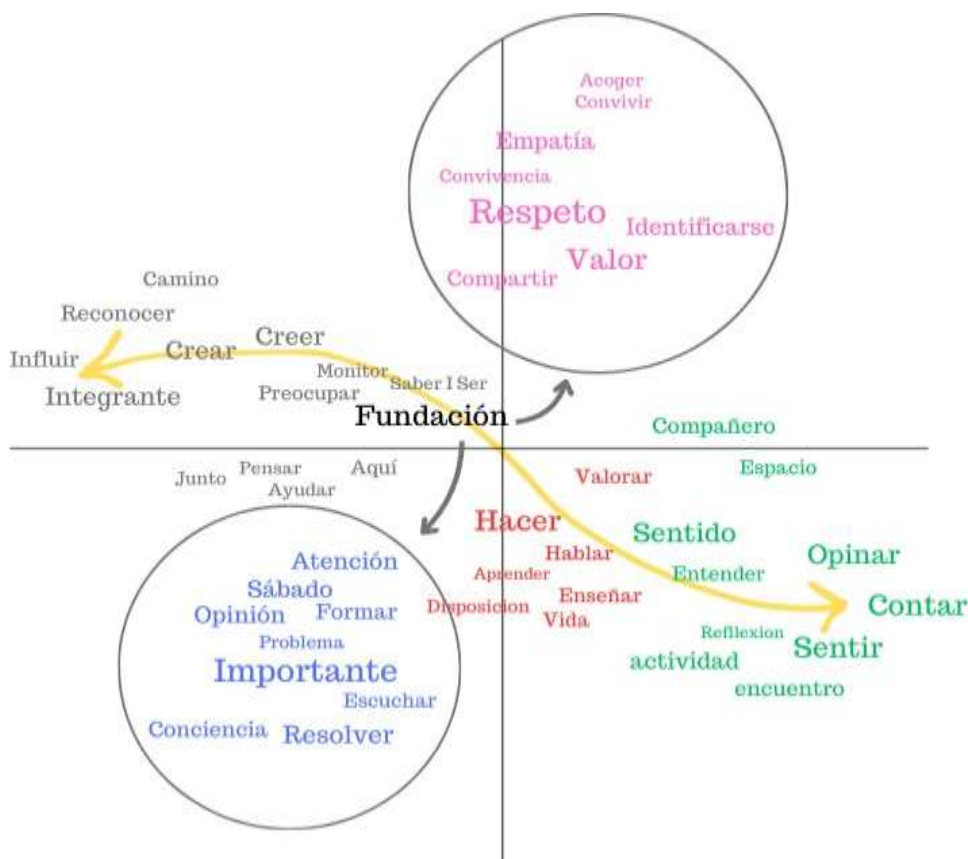 Acoger
Convivir
Empatía
Convivencia
Respeto
Identificarse
Valor
Compartir
Camino
Reconocer
Creer
Crear
Influir
Monitor
Saber I Ser
Integrante
Preocupar
Fundación
Compañero
Junto
Pensar
Ayudar
Aquí
Valorar
Espacio
Hacer
Sentido
Hablar
Opinar
Aprender
Entender
Enseñar
Disposicion
Vida
Contar
Refllexion
Sentir
actividad
encuentro
Atención
Sábado
Opinión
Formar
Problema
Importante
Escuchar
Conciencia
Resolver